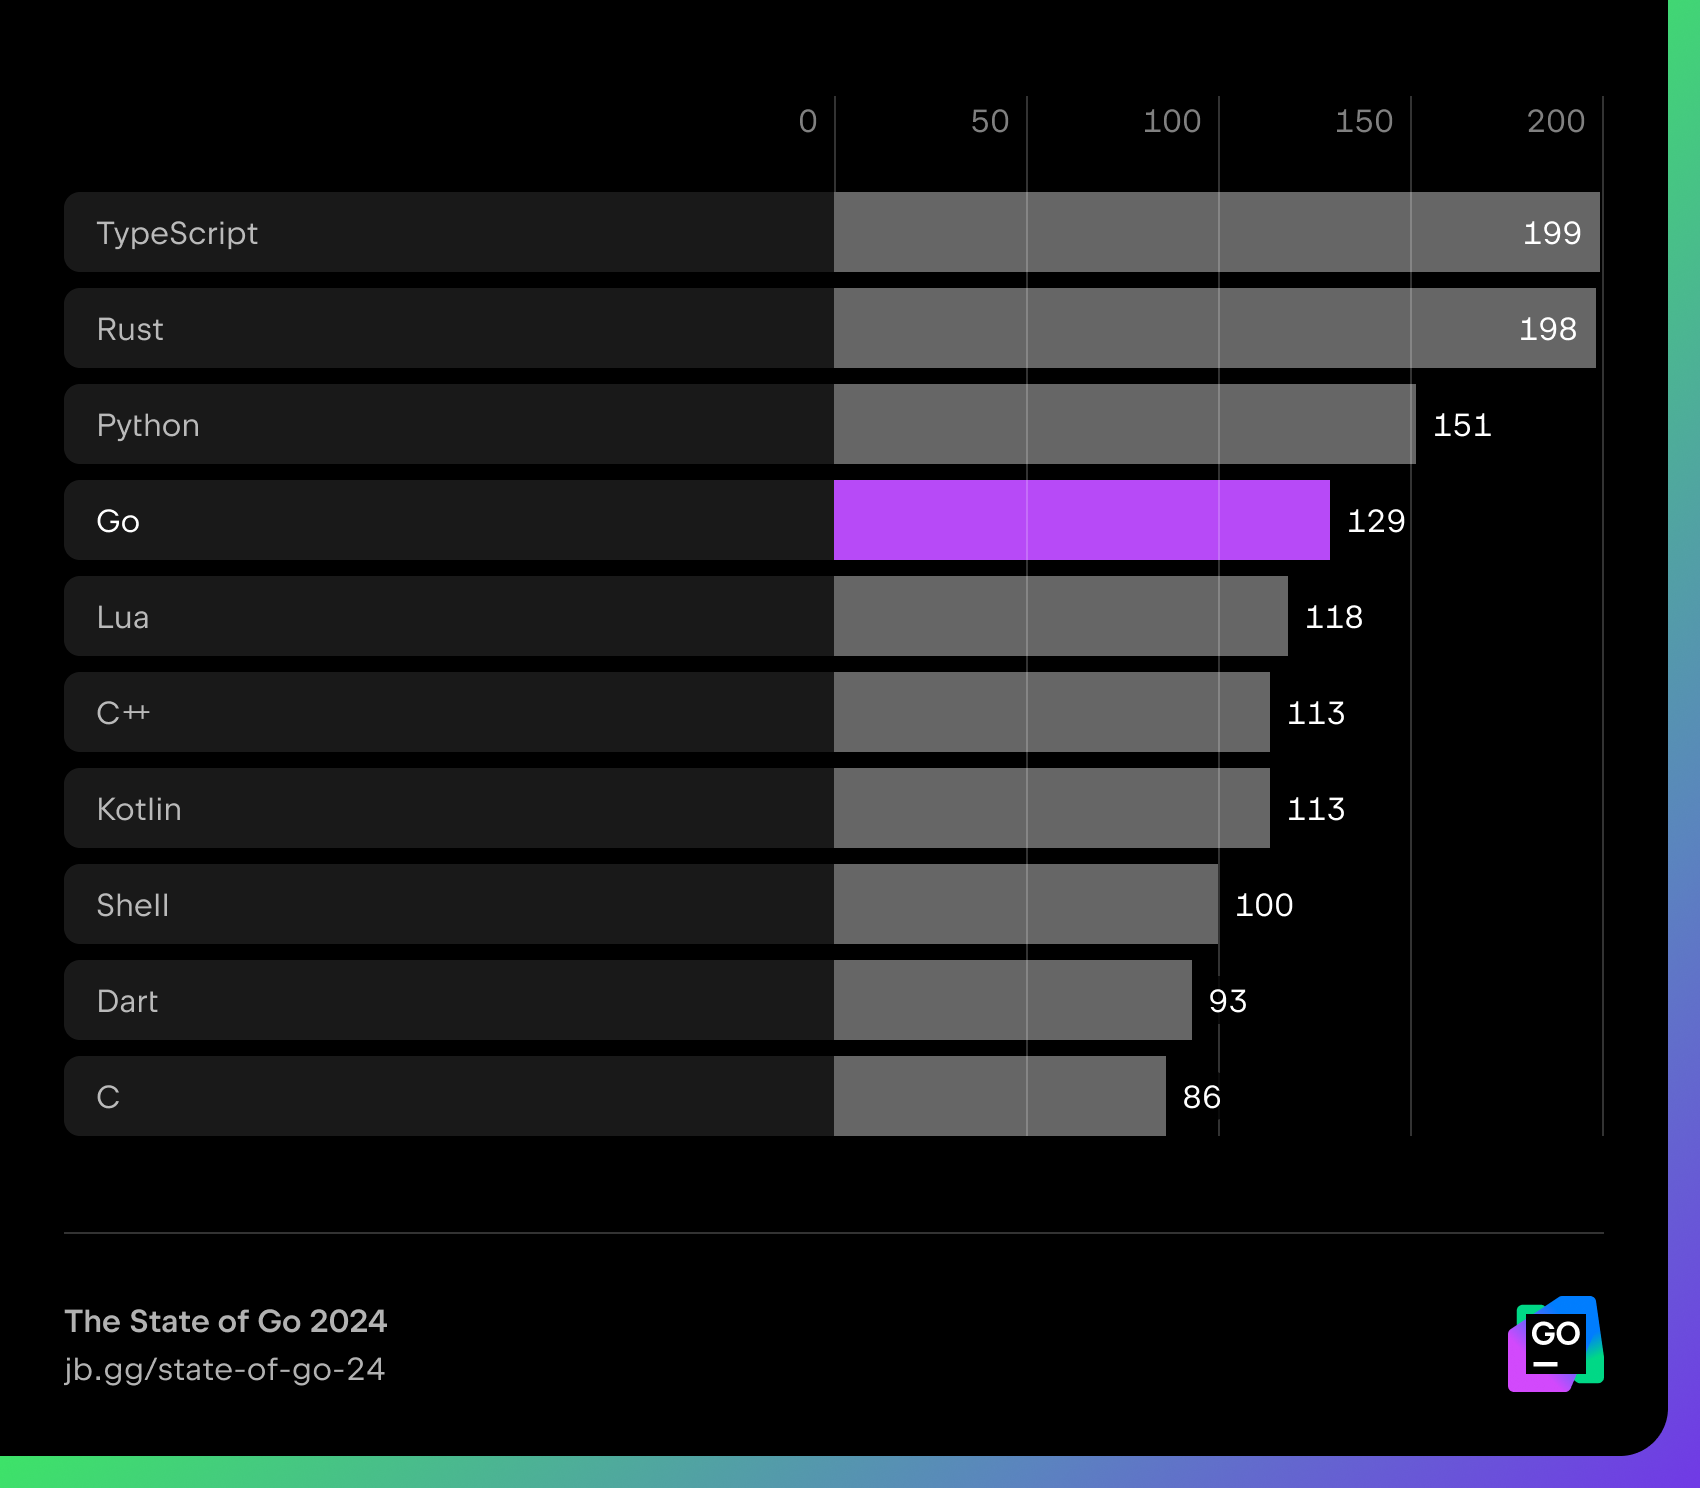 0 50 100 150 200
TypeScript 199
Rust 198
Python 151
Go 129
Lua 118
C++ 113
Kotlin 113
Shell 100
Dart 93
C 86
The State of Go 2024
jb.gg/state-of-go-24
GO